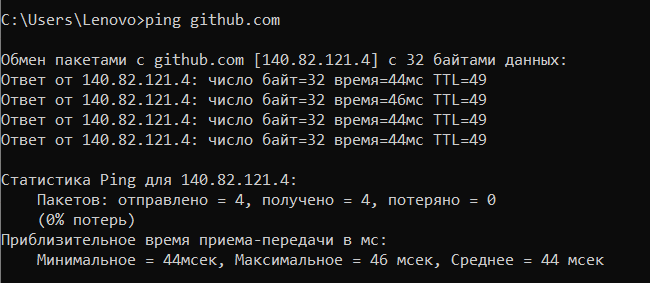 C:\Users\Lenovo>ping github.com
Обмен пакетами с github.com [140.82.121.4] с 32 байтами данных:
Ответ от 140.82.121.4: число байт=32 время=44мс TTL=49
Ответ от 140.82.121.4: число байт=32 время=46мс TTL=49
Ответ от 140.82.121.4: число байт=32 время=44мс TTL=49
Ответ от 140.82.121.4: число байт=32 время=44мс TTL=49
Статистика Ping для 140.82.121.4:
Пакетов: отправлено = 4, получено = 4, потеряно = 0
(0% потерь)
Приблизительное время приема-передачи в мс:
Минимальное = 44мсек, Максимальное = 46 мсек, Среднее = 44 мсек